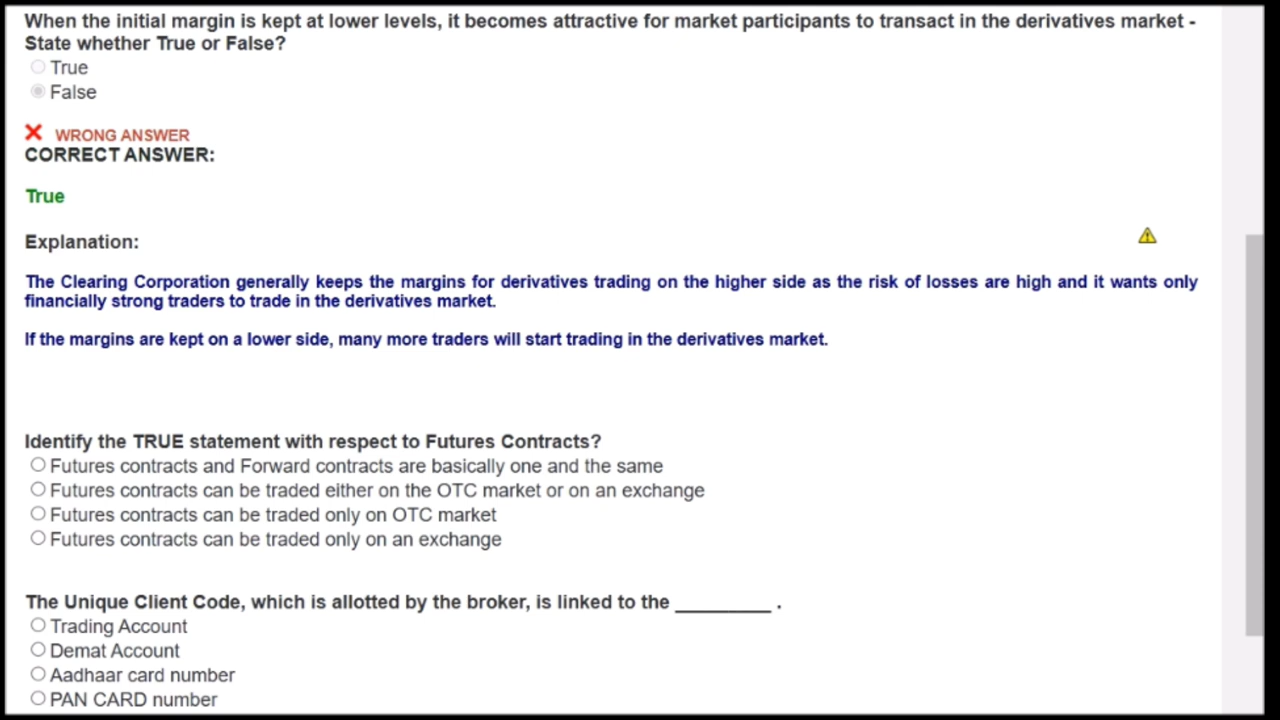 When the initial margin is kept at lower levels, it becomes attractive for market participants to transact in the derivatives market -
State whether True or False?
True
False
WRONG ANSWER
CORRECT ANSWER:
True
Explanation:
The Clearing Corporation generally keeps the margins for derivatives trading on the higher side as the risk of losses are high and it wants only
financially strong traders to trade in the derivatives market.
If the margins are kept on a lower side, many more traders will start trading in the derivatives market.
Identify the TRUE statement with respect to Futures Contracts?
Futures contracts and Forward contracts are basically one and the same
Futures contracts can be traded either on the OTC market or on an exchange
Futures contracts can be traded only on OTC market
Futures contracts can be traded only on an exchange
The Unique Client Code, which is allotted by the broker, is linked to the _________ .
Trading Account
Demat Account
Aadhaar card number
PAN CARD number